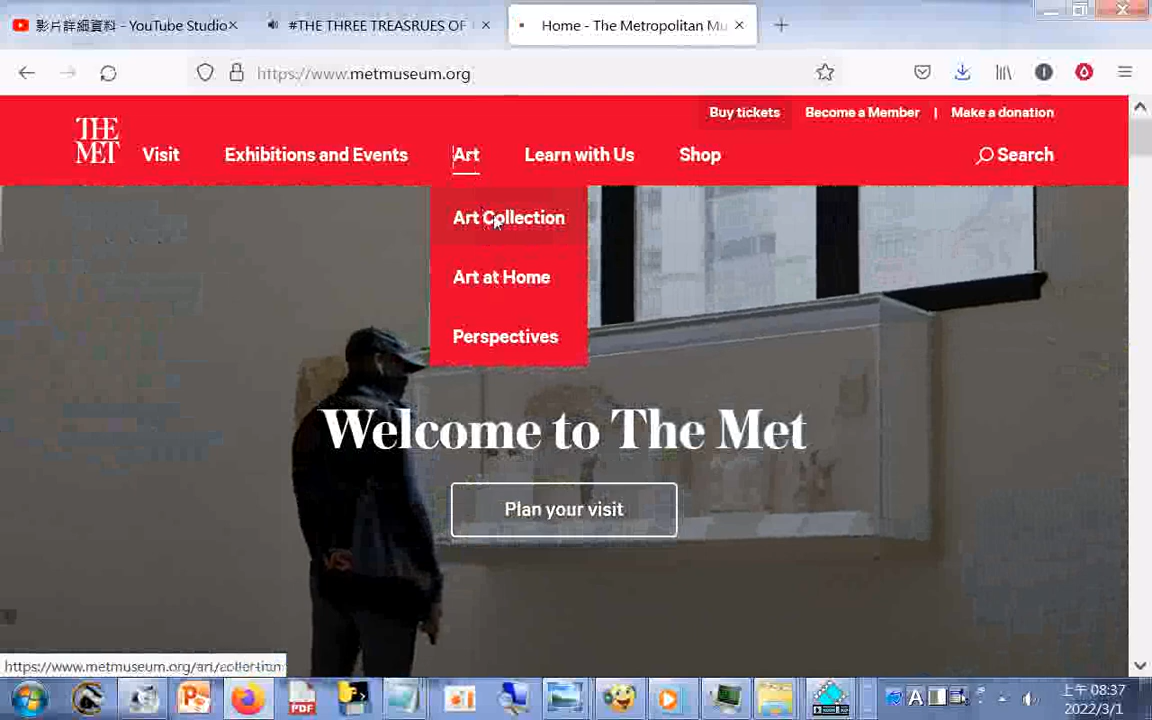 影片詳細資料 - YouTube Studio
#THE THREE TREASRUES OF
Home - The Metropolitan Mu
https://www.metmuseum.org
Buy tickets
Become a Member | Make a donation
THE
MET
Visit
Exhibitions and Events
Art
Learn with Us
Shop
Search
Art Collection
Art at Home
Perspectives
Welcome to The Met
Plan your visit
https://www.metmuseum.org/art/collection
PDF
A
上午 08:37
2022/3/1